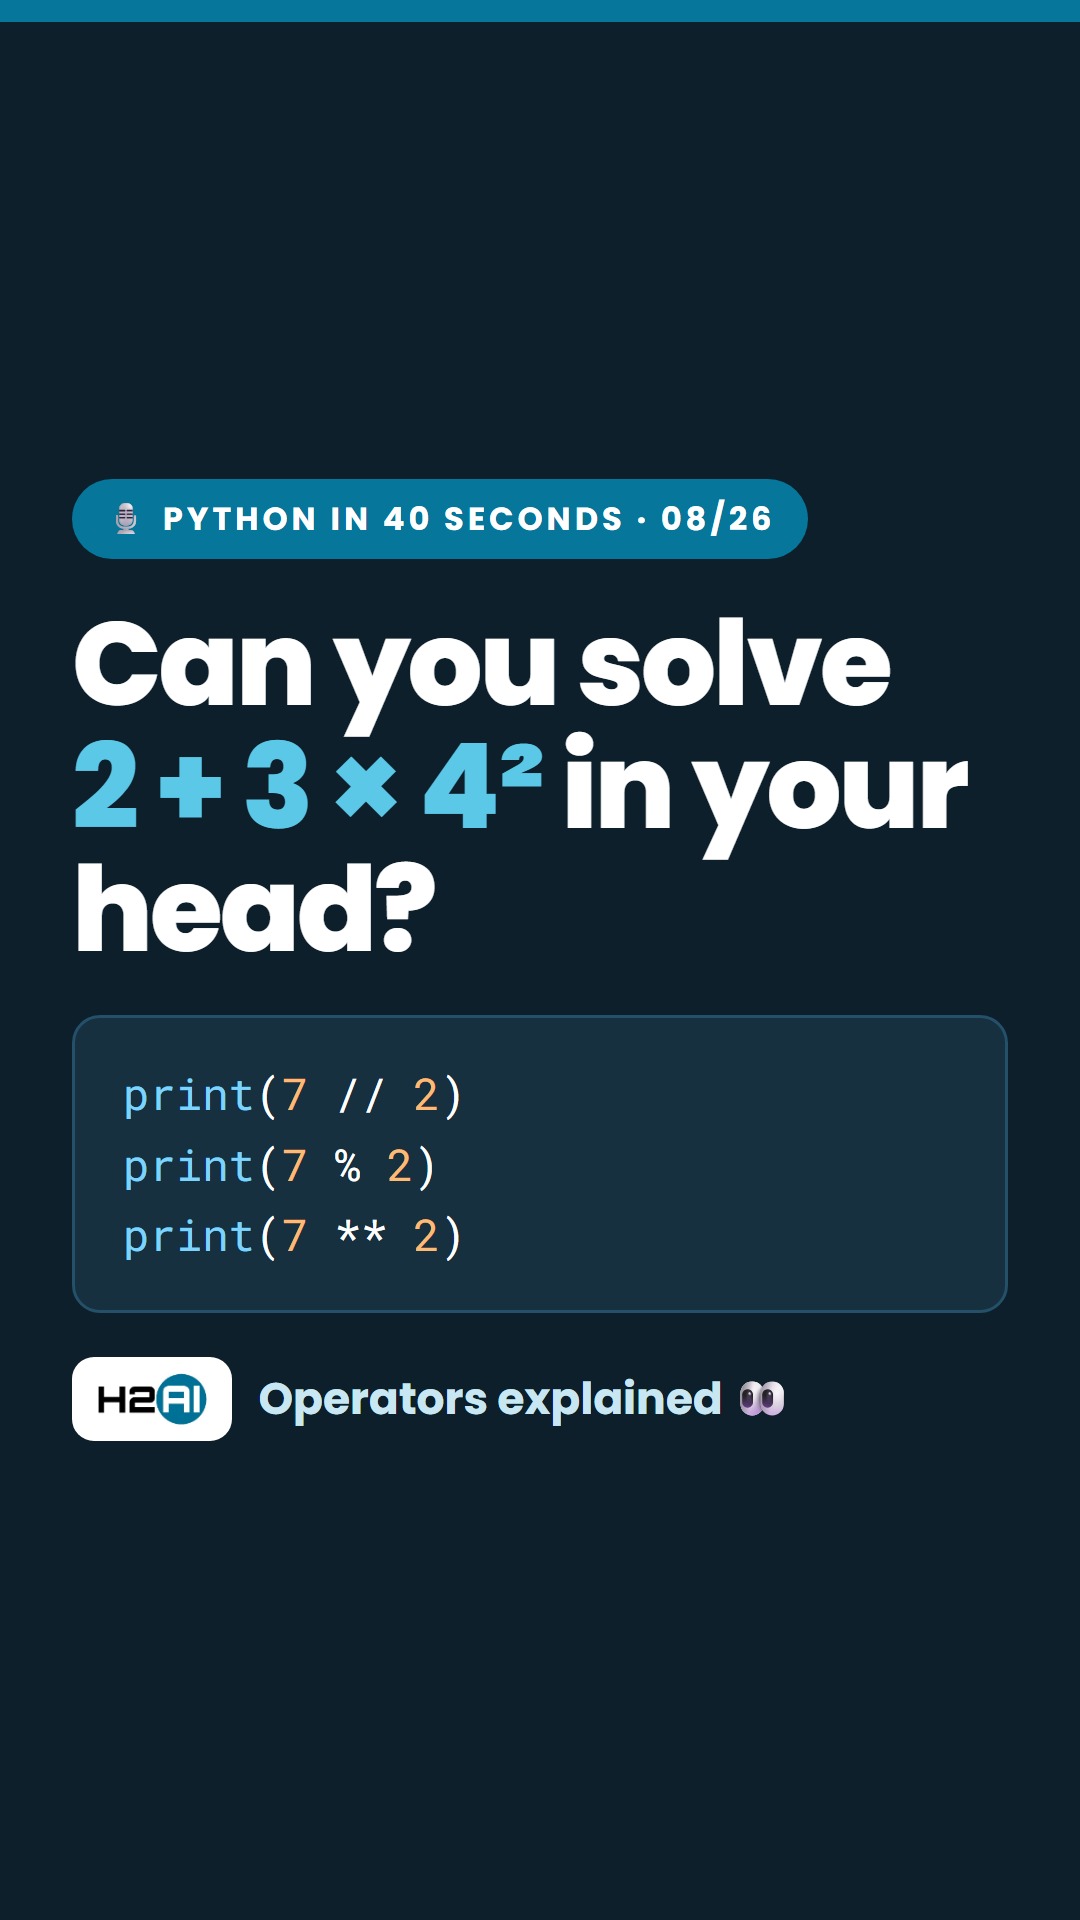 PYTHON IN 40 SECONDS · 08/26
Can you solve
2 + 3 × 4² in your
head?
print(7 // 2)
print(7 % 2)
print(7 ** 2)
H2AI
Operators explained 👀